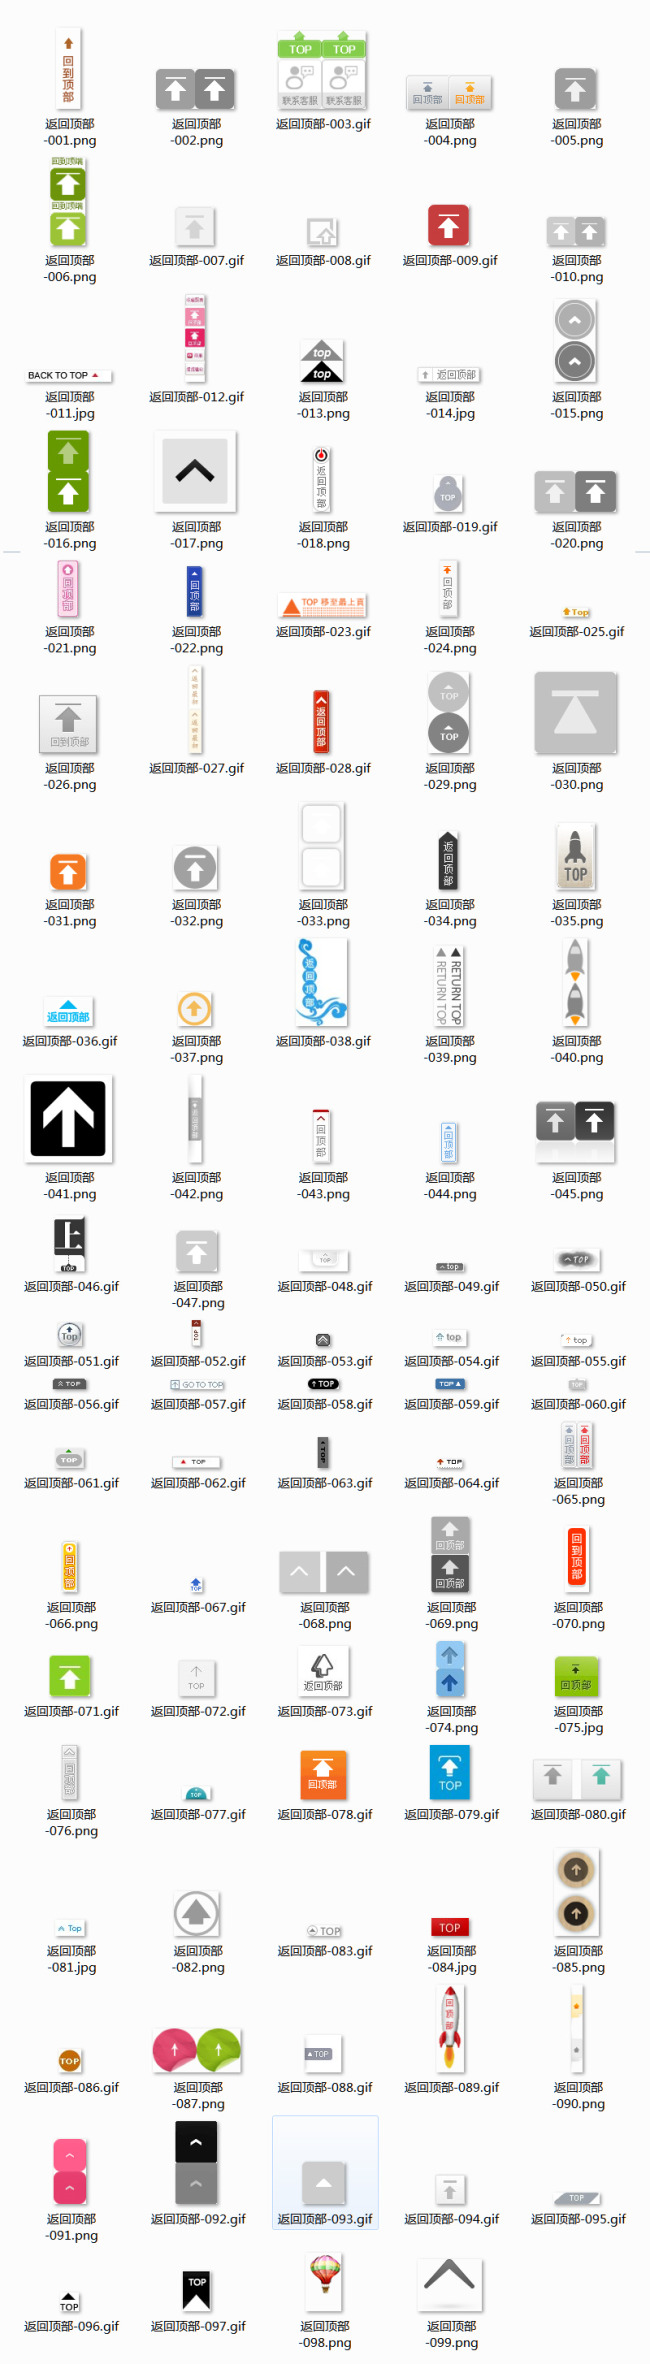 回到顶部
TOP TOP
联系客服 联系客服
回顶部 回顶部
返回顶部
-001.png
返回顶部
-002.png
返回顶部-003.gif
返回顶部
-004.png
返回顶部
-005.png
返回顶部
-006.png
返回顶部-007.gif
返回顶部-008.gif
返回顶部-009.gif
返回顶部
-010.png
BACK TO TOP
top
top
返回顶部
返回顶部
-011.jpg
返回顶部-012.gif
返回顶部
-013.png
返回顶部
-014.jpg
返回顶部
-015.png
返回顶部
TOP
返回顶部
-016.png
返回顶部
-017.png
返回顶部
-018.png
返回顶部-019.gif
返回顶部
-020.png
回顶部
回顶部
TOP 移至最上頁
回顶部
Top
返回顶部
-021.png
返回顶部
-022.png
返回顶部-023.gif
返回顶部
-024.png
返回顶部-025.gif
回到顶部
返回顶部
TOP
TOP
返回顶部
-026.png
返回顶部-027.gif
返回顶部-028.gif
返回顶部
-029.png
返回顶部
-030.png
返回顶部
TOP
返回顶部
-031.png
返回顶部
-032.png
返回顶部
-033.png
返回顶部
-034.png
返回顶部
-035.png
返回顶部
返回顶部
RETURN TOP
RETURN TOP
返回顶部-036.gif
返回顶部
-037.png
返回顶部-038.gif
返回顶部
-039.png
返回顶部
-040.png
返回顶部
回顶部
回顶部
返回顶部
-041.png
返回顶部
-042.png
返回顶部
-043.png
返回顶部
-044.png
返回顶部
-045.png
上
TOP
TOP
top
TOP
返回顶部-046.gif
返回顶部
-047.png
返回顶部-048.gif
返回顶部-049.gif
返回顶部-050.gif
Top
TOP
top
top
返回顶部-051.gif
返回顶部-052.gif
返回顶部-053.gif
返回顶部-054.gif
返回顶部-055.gif
TOP
GO TO TOP
TOP
TOP
TOP
返回顶部-056.gif
返回顶部-057.gif
返回顶部-058.gif
返回顶部-059.gif
返回顶部-060.gif
TOP
TOP
TOP
TOP
回顶部 回顶部
返回顶部-061.gif
返回顶部-062.gif
返回顶部-063.gif
返回顶部-064.gif
返回顶部
-065.png
回顶部
TOP
回顶部
回顶部
回到顶部
返回顶部
-066.png
返回顶部-067.gif
返回顶部
-068.png
返回顶部
-069.png
返回顶部
-070.png
TOP
返回顶部
回顶部
返回顶部-071.gif
返回顶部-072.gif
返回顶部-073.gif
返回顶部
-074.png
返回顶部
-075.jpg
回顶部
TOP
回顶部
TOP
返回顶部
-076.png
返回顶部-077.gif
返回顶部-078.gif
返回顶部-079.gif
返回顶部-080.gif
Top
TOP
TOP
返回顶部
-081.jpg
返回顶部
-082.png
返回顶部-083.gif
返回顶部
-084.jpg
返回顶部
-085.png
TOP
TOP
回顶部
返回顶部-086.gif
返回顶部
-087.png
返回顶部-088.gif
返回顶部-089.gif
返回顶部
-090.png
TOP
返回顶部
-091.png
返回顶部-092.gif
返回顶部-093.gif
返回顶部-094.gif
返回顶部-095.gif
TOP
TOP
返回顶部-096.gif
返回顶部-097.gif
返回顶部
-098.png
返回顶部
-099.png